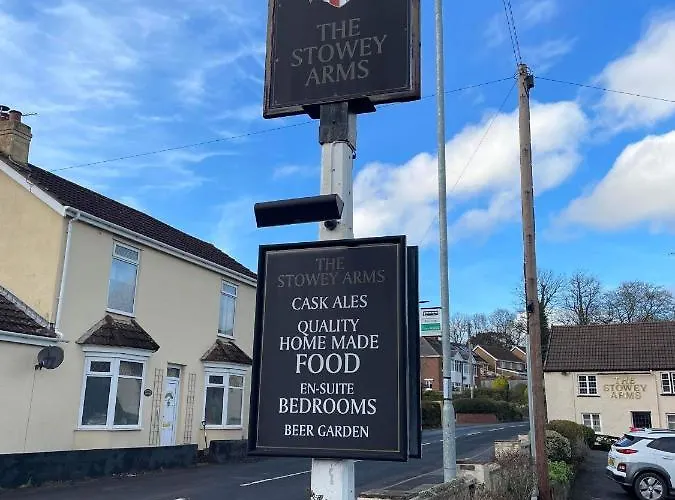 THE
STOWEY
ARMS
THE
STOWEY ARMS
CASK ALES
QUALITY
HOME MADE
FOOD
EN-SUITE
BEDROOMS
BEER GARDEN
THE
STOWEY
ARMS